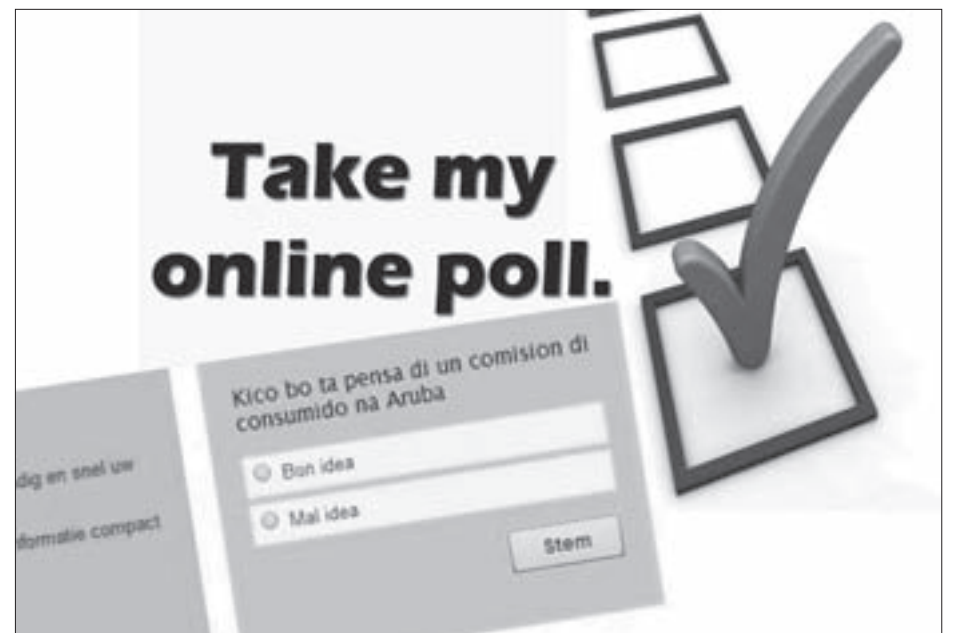 Take my
online poll.
Kico bo ta pensa di un comision di
consumido na Aruba
Bon idea
Mal idea
Stem
dig en snel uw
formatie compact